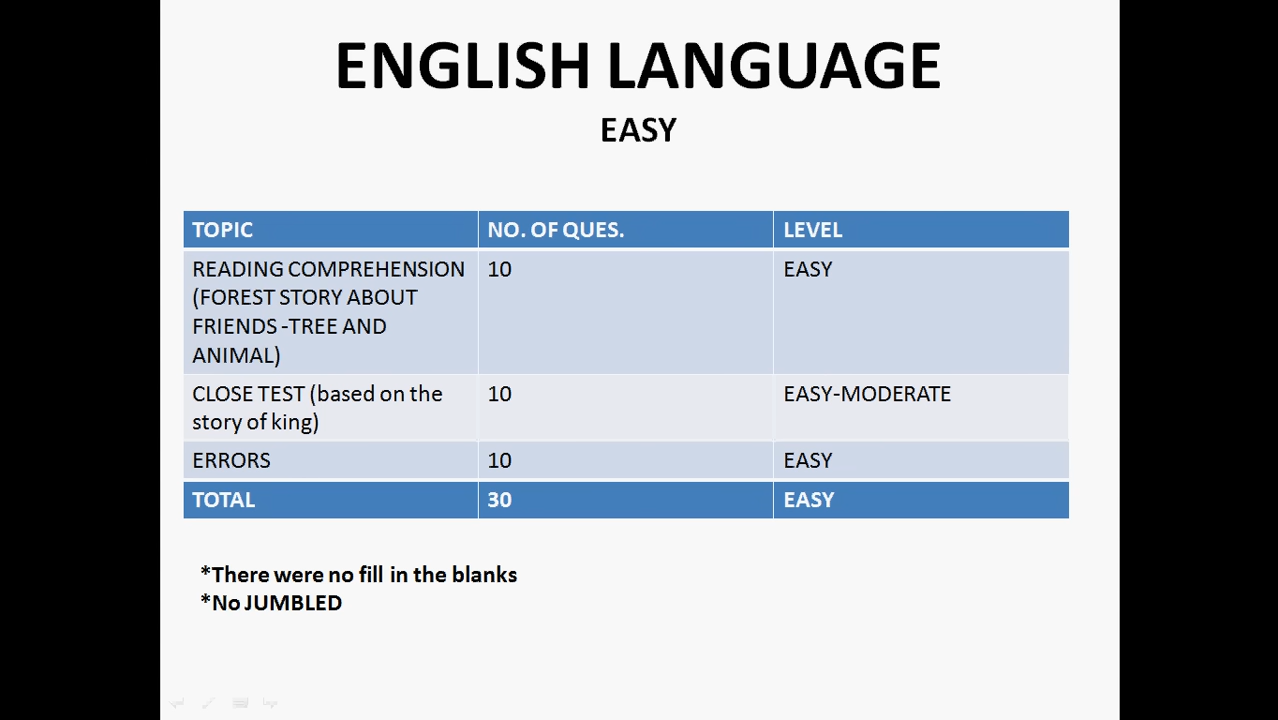 ENGLISH LANGUAGE
EASY
TOPIC NO. OF QUES. LEVEL
READING COMPREHENSION 10 EASY
(FOREST STORY ABOUT
FRIENDS -TREE AND
ANIMAL)
CLOSE TEST (based on the 10 EASY-MODERATE
story of king)
ERRORS 10 EASY
TOTAL 30 EASY
*There were no fill in the blanks
*No JUMBLED